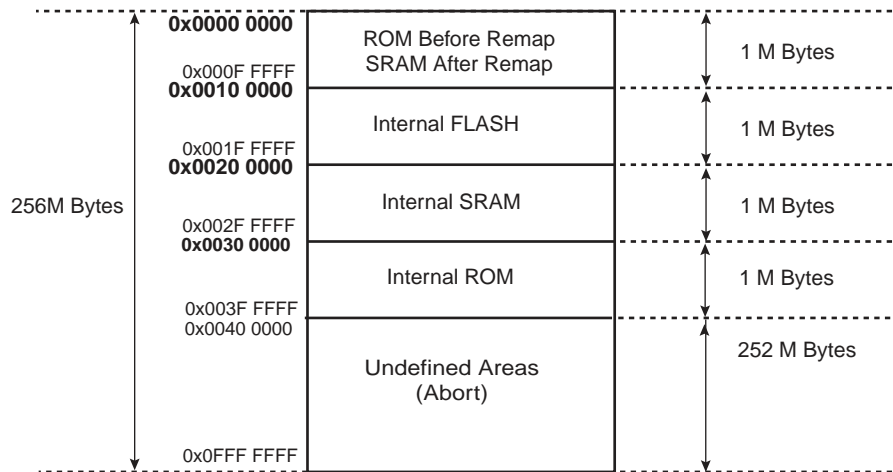 0x0000 0000
ROM Before Remap
SRAM After Remap
1 M Bytes
0x000F FFFF
0x0010 0000
Internal FLASH
1 M Bytes
0x001F FFFF
0x0020 0000
256M Bytes
Internal SRAM
1 M Bytes
0x002F FFFF
0x0030 0000
Internal ROM
1 M Bytes
0x003F FFFF
0x0040 0000
252 M Bytes
Undefined Areas
(Abort)
0x0FFF FFFF